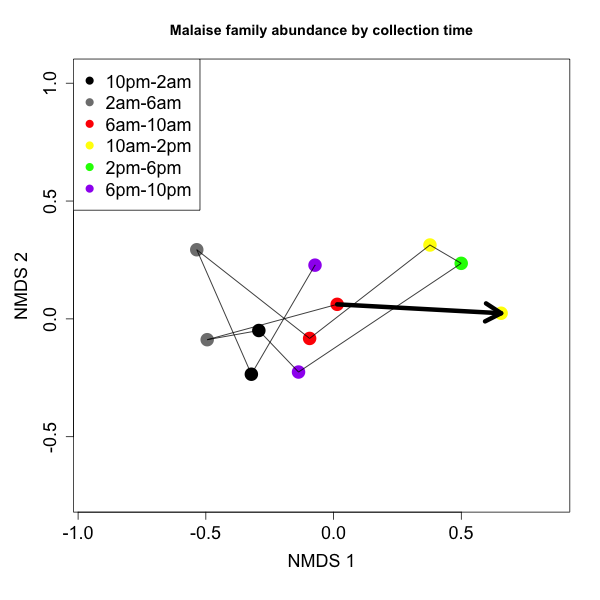 Malaise family abundance by collection time
10pm-2am
2am-6am
6am-10am
10am-2pm
2pm-6pm
6pm-10pm
1.0
0.5
0.0
-0.5
NMDS 2
-1.0 -0.5 0.0 0.5
NMDS 1